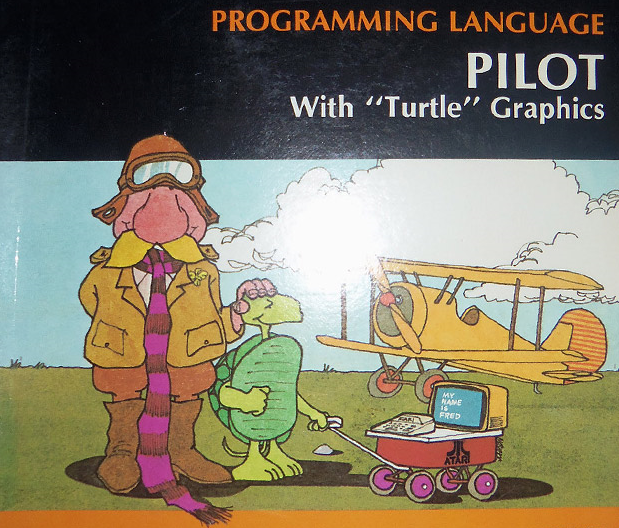 PROGRAMMING LANGUAGE
PILOT
With "Turtle" Graphics
MY
NAME
IS
FRED
ATARI